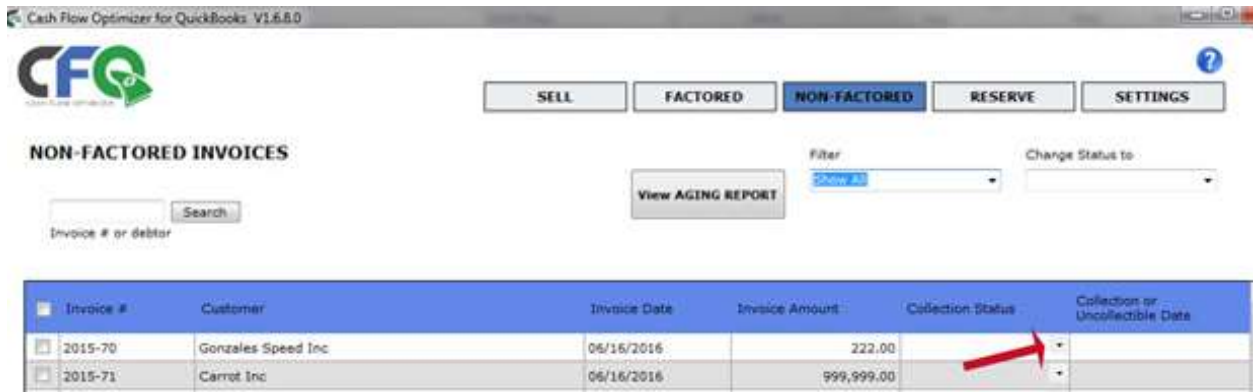 Cash Flow Optimizer for QuickBooks V1.6.8.0
CFO
SELL
FACTORED
NON-FACTORED
RESERVE
SETTINGS
NON-FACTORED INVOICES
Filter
Change Status to
Show All
View AGING REPORT
Search
Invoice # or debtor
Invoice # Customer Invoice Date Invoice Amount Collection Status Collection or Uncollectible Date
2015-70 Gonzales Speed Inc 06/16/2016 222.00
2015-71 Carrot Inc 06/16/2016 999,999.00